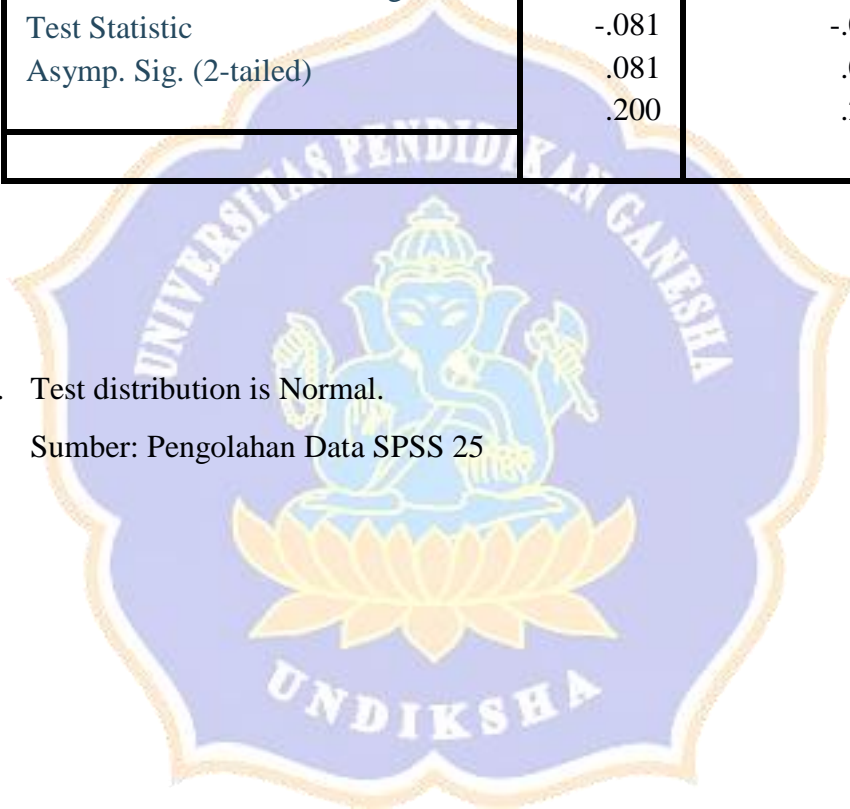 Test Statistic -.081
Asymp. Sig. (2-tailed) .081
.200
UNIVERSITAS PENDIDIKAN GANESHA
. Test distribution is Normal.
Sumber: Pengolahan Data SPSS 25
UNDIKSHA